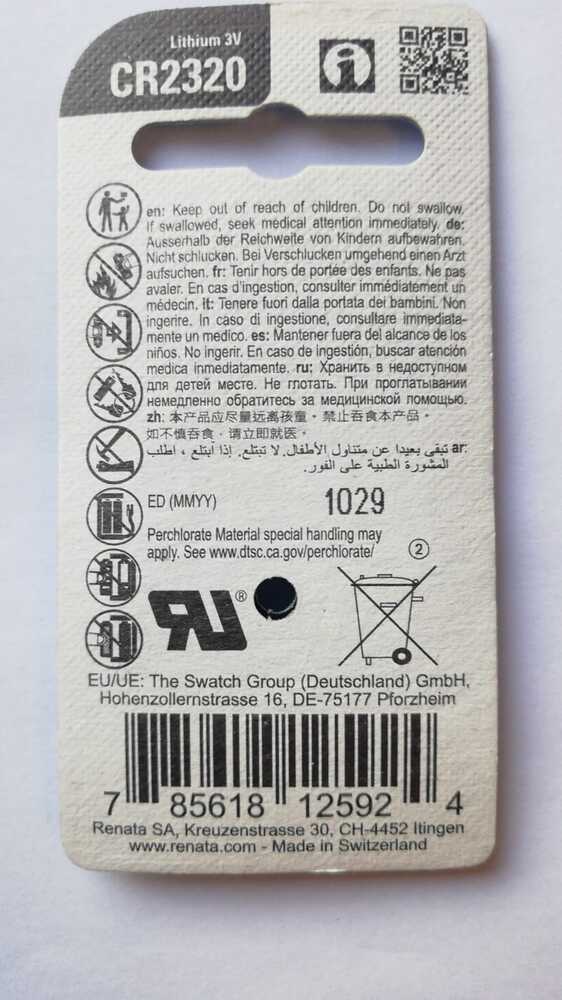 Lithium 3V
CR2320
en: Keep out of reach of children. Do not swallow.
If swallowed, seek medical attention immediately. de:
Ausserhalb der Reichweite von Kindern aufbewahren.
Nicht schlucken. Bei Verschlucken umgehend einen Arzt
aufsuchen. fr: Tenir hors de portée des enfants. Ne pas
avaler. En cas d'ingestion, consulter immédiatement un
médecin. it: Tenere fuori dalla portata dei bambini. Non
ingerire. In caso di ingestione, consultare immediata-
mente un medico. es: Mantener fuera del alcance de los
niños. No ingerir. En caso de ingestión, buscar atención
medica inmediatamente. ru: Хранить в недоступном
для детей месте. Не глотать. При проглатывании
немедленно обратитесь за медицинской помощью.
zh: 本产品应尽量远离孩童。禁止吞食本产品。
如不慎吞食，请立即就医。
ar: تبقى بعيدا عن متناول الأطفال. لا تبتلع. إذا ابتلع ، اطلب
المشورة الطبية على الفور.
ED (MMYY) 1029
Perchlorate Material special handling may
apply. See www.dtsc.ca.gov/perchlorate/ 2
RU®
EU/UE: The Swatch Group (Deutschland) GmbH,
Hohenzollernstrasse 16, DE-75177 Pforzheim
7 85618 12592 4
Renata SA, Kreuzenstrasse 30, CH-4452 Itingen
www.renata.com - Made in Switzerland